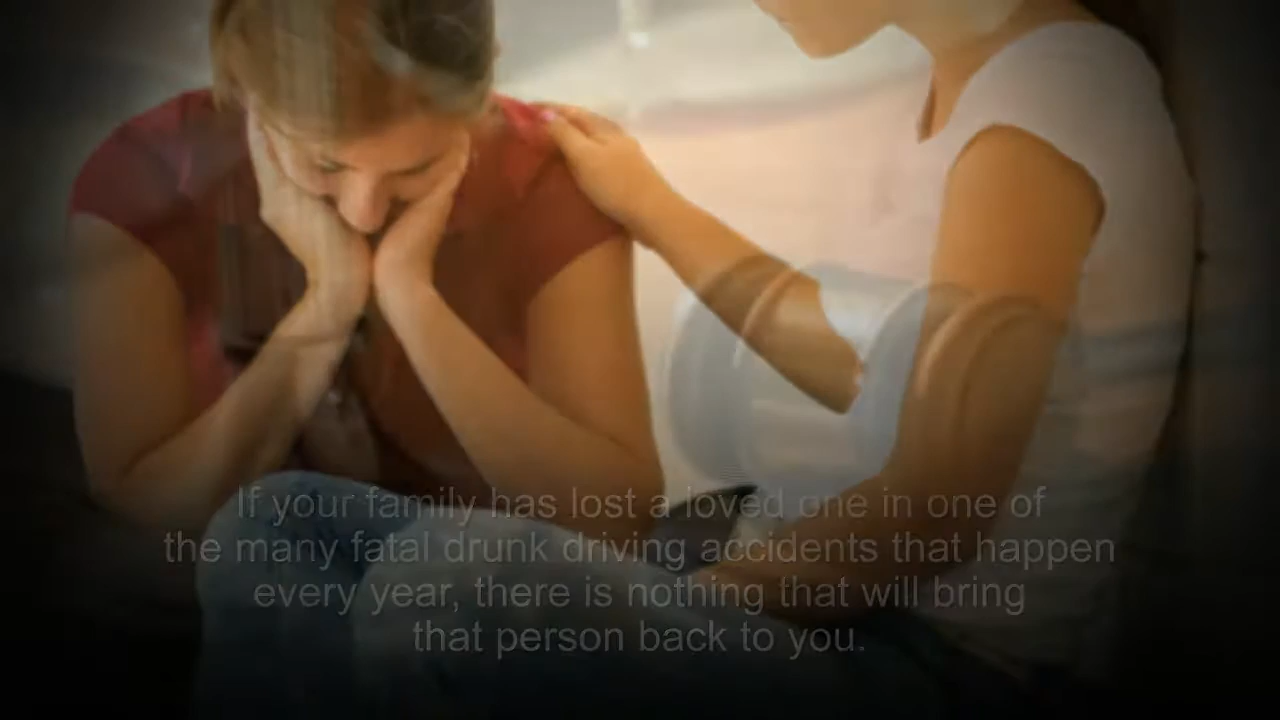 If your family has lost a loved one in one of
the many fatal drunk driving accidents that happen
every year, there is nothing that will bring
that person back to you.